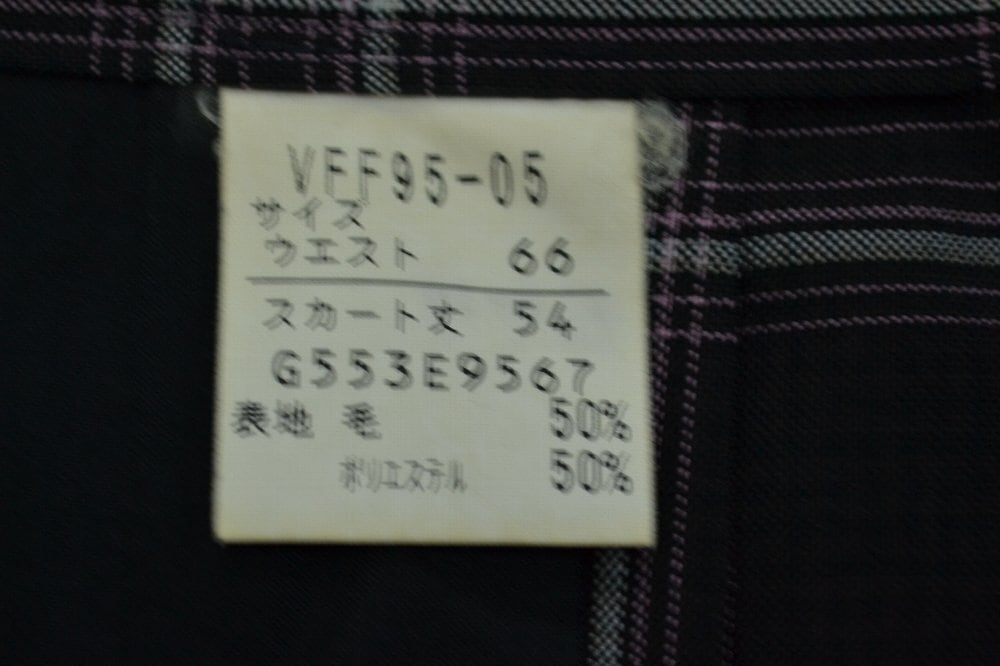 VFF95-05
サイズ
ウエスト 66
スカート丈 54
G553E9567
表地 毛 50%
ポリエステル 50%